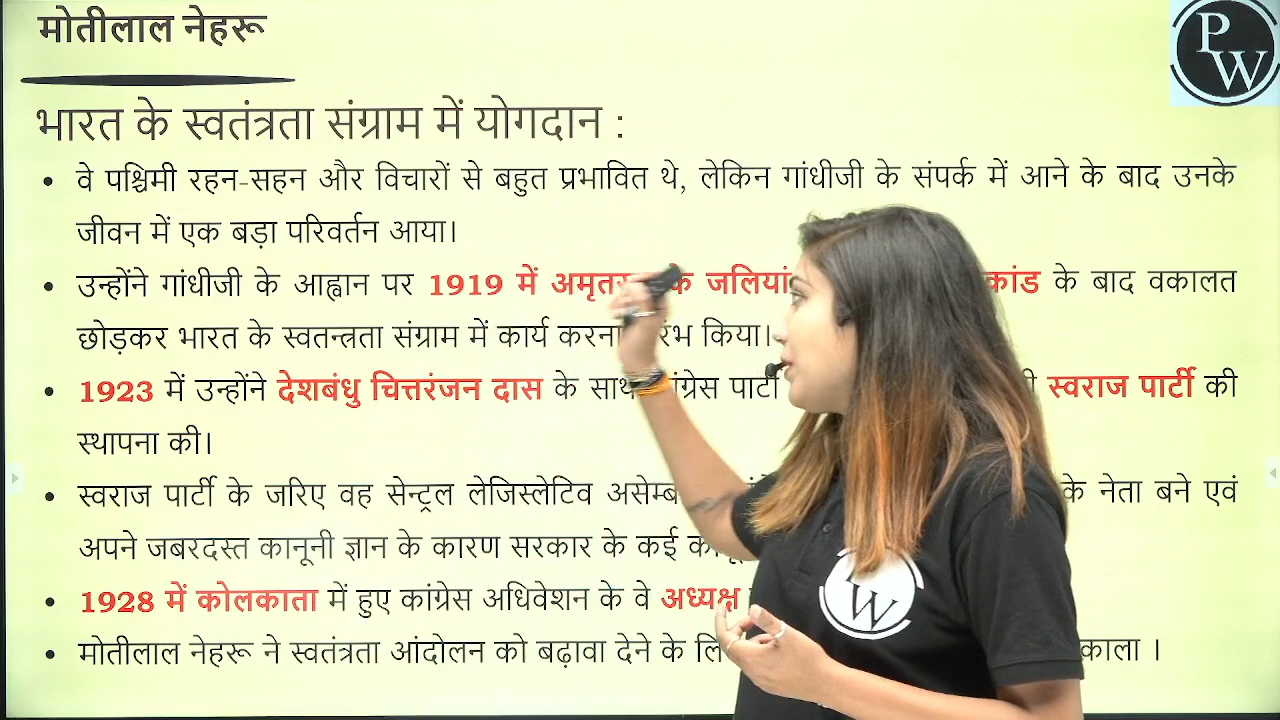 मोतीलाल नेहरू
PW
भारत के स्वतंत्रता संग्राम में योगदान :
• वे पश्चिमी रहन-सहन और विचारों से बहुत प्रभावित थे, लेकिन गांधीजी के संपर्क में आने के बाद उनके
जीवन में एक बड़ा परिवर्तन आया।
• उन्होंने गांधीजी के आह्वान पर 1919 में कांड के बाद वकालत
छोड़कर भारत के स्वतन्त्रता संग्राम में कार्य करना किया।
• 1923 में उन्होंने देशबंधु चित्तरंजन दास के पार्टी स्वराज पार्टी की
स्थापना की।
• स्वराज पार्टी के जरिए वह सेन्ट्रल लेजिस्लेटिव के नेता बने एवं
अपने जबरदस्त कानूनी ज्ञान के कारण सरकार के कई
• 1928 में कोलकाता में हुए कांग्रेस अधिवेशन के वे अध्यक्ष
• मोतीलाल नेहरू ने स्वतंत्रता आंदोलन को बढ़ावा देने के ।
PW